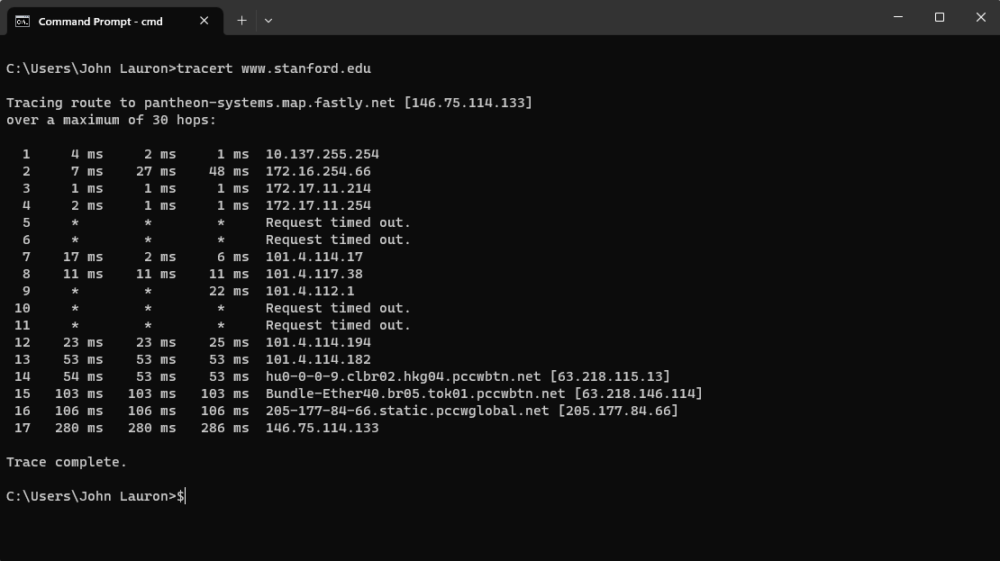 Command Prompt - cmd
C:\Users\John Lauron>tracert www.stanford.edu
Tracing route to pantheon-systems.map.fastly.net [146.75.114.133]
over a maximum of 30 hops:
  1     4 ms     2 ms     1 ms  10.137.255.254
  2     7 ms    27 ms    48 ms  172.16.254.66
  3     1 ms     1 ms     1 ms  172.17.11.214
  4     2 ms     1 ms     1 ms  172.17.11.254
  5     *        *        *     Request timed out.
  6     *        *        *     Request timed out.
  7    17 ms     2 ms     6 ms  101.4.114.17
  8    11 ms    11 ms    11 ms  101.4.117.38
  9     *        *       22 ms  101.4.112.1
 10     *        *        *     Request timed out.
 11     *        *        *     Request timed out.
 12    23 ms    23 ms    25 ms  101.4.114.194
 13    53 ms    53 ms    53 ms  101.4.114.182
 14    54 ms    53 ms    53 ms  hu0-0-0-9.clbr02.hkg04.pccwbtn.net [63.218.115.13]
 15   103 ms   103 ms   103 ms  Bundle-Ether40.br05.tok01.pccwbtn.net [63.218.146.114]
 16   106 ms   106 ms   106 ms  205-177-84-66.static.pccwglobal.net [205.177.84.66]
 17   280 ms   280 ms   286 ms  146.75.114.133
Trace complete.
C:\Users\John Lauron>$